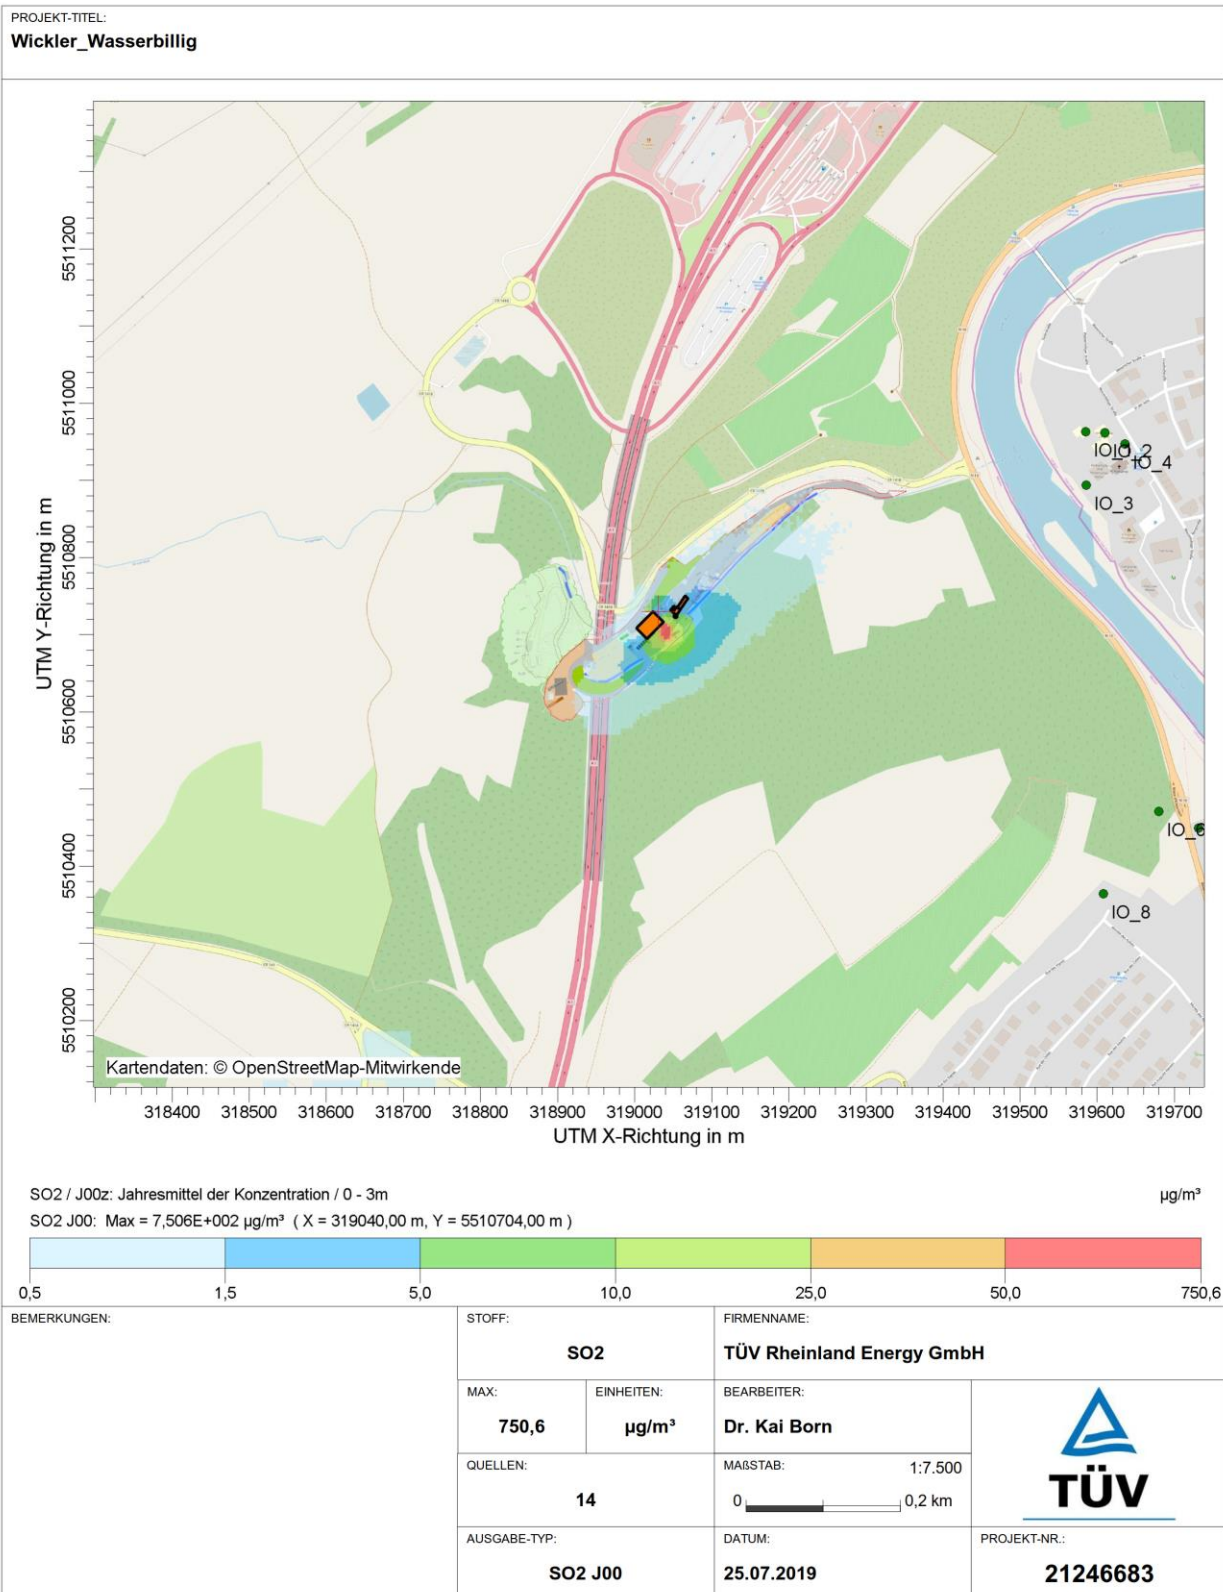 PROJEKT-TITEL:
Wickler_Wasserbillig
UTM Y-Richtung in m
5511200
5511000
5510800
5510600
5510400
5510200
IO_2
IO_4
IO_3
IO_8
Kartendaten: © OpenStreetMap-Mitwirkende
318400 318500 318600 318700 318800 318900 319000 319100 319200 319300 319400 319500 319600 319700
UTM X-Richtung in m
SO2 / J00z: Jahresmittel der Konzentration / 0 - 3m
µg/m³
SO2 J00: Max = 7,506E+002 µg/m³ ( X = 319040,00 m, Y = 5510704,00 m )
0,5 1,5 5,0 10,0 25,0 50,0 750,6
BEMERKUNGEN:
STOFF:
SO2
FIRMENNAME:
TÜV Rheinland Energy GmbH
MAX:
750,6
EINHEITEN:
µg/m³
BEARBEITER:
Dr. Kai Born
QUELLEN:
14
MAßSTAB:
1:7.500
0 0,2 km
TÜV
AUSGABE-TYP:
SO2 J00
DATUM:
25.07.2019
PROJEKT-NR.:
21246683